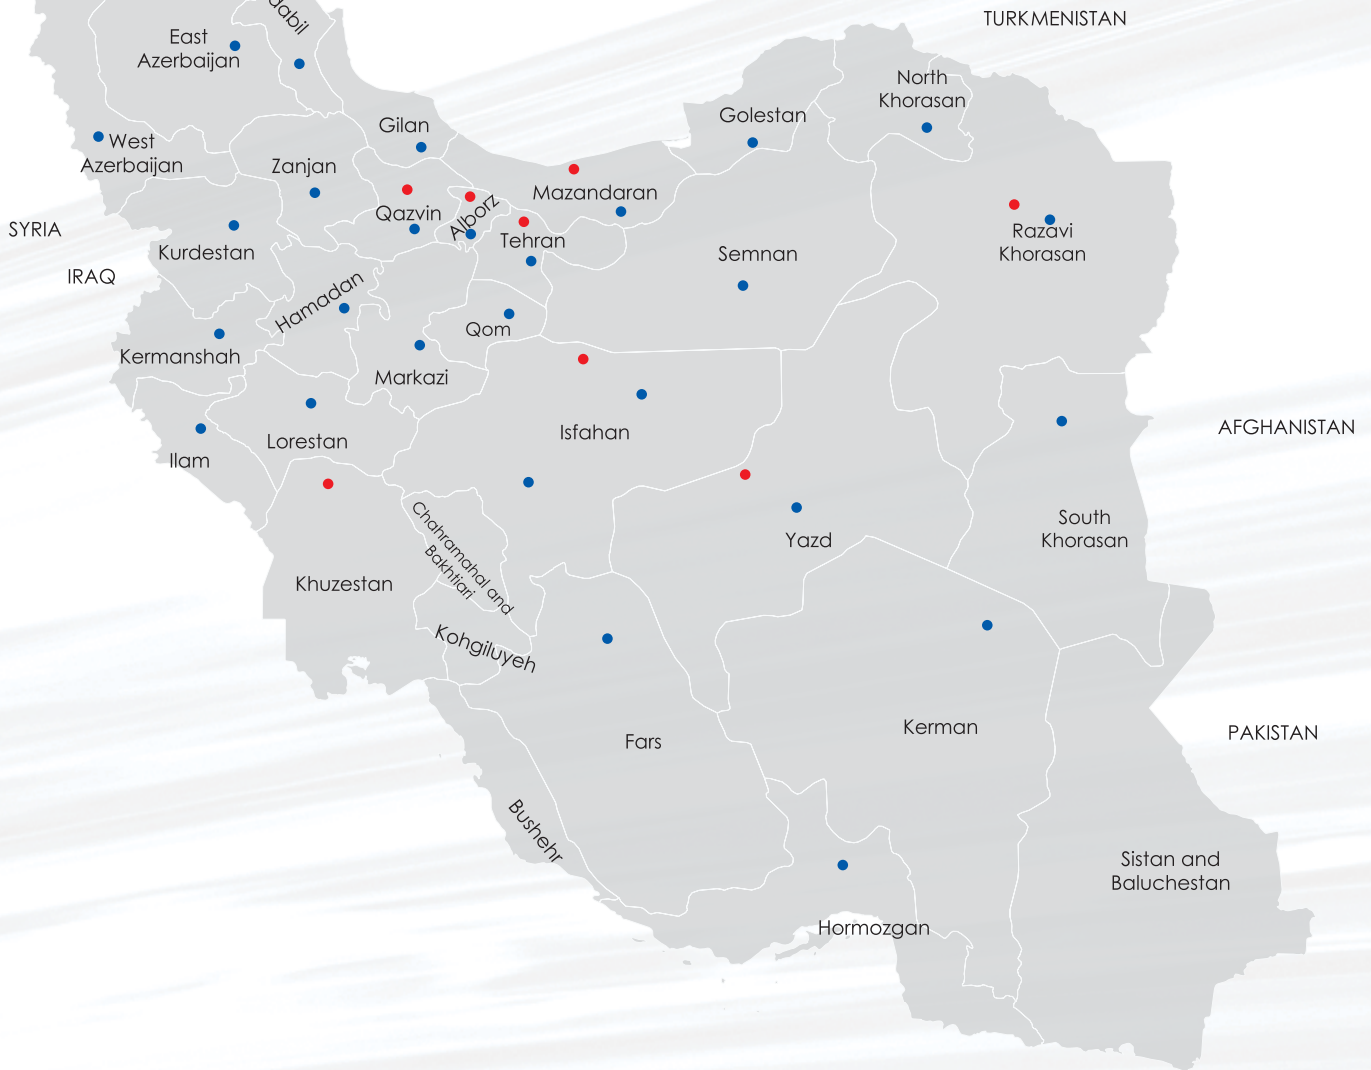 TURKMENISTAN
dabil
East
Azerbaijan
North
Khorasan
Golestan
Gilan
West
Azerbaijan
Zanjan
Mazandaran
Qazvin
Alborz
Tehran
SYRIA
Razavi
Khorasan
Kurdestan
Semnan
IRAQ
Hamadan
Qom
Kermanshah
Markazi
AFGHANISTAN
Isfahan
Lorestan
Ilam
South
Khorasan
Yazd
Chahramahal and
Bakhtiari
Khuzestan
Kohgiluyeh
Kerman
PAKISTAN
Fars
Bushehr
Sistan and
Baluchestan
Hormozgan